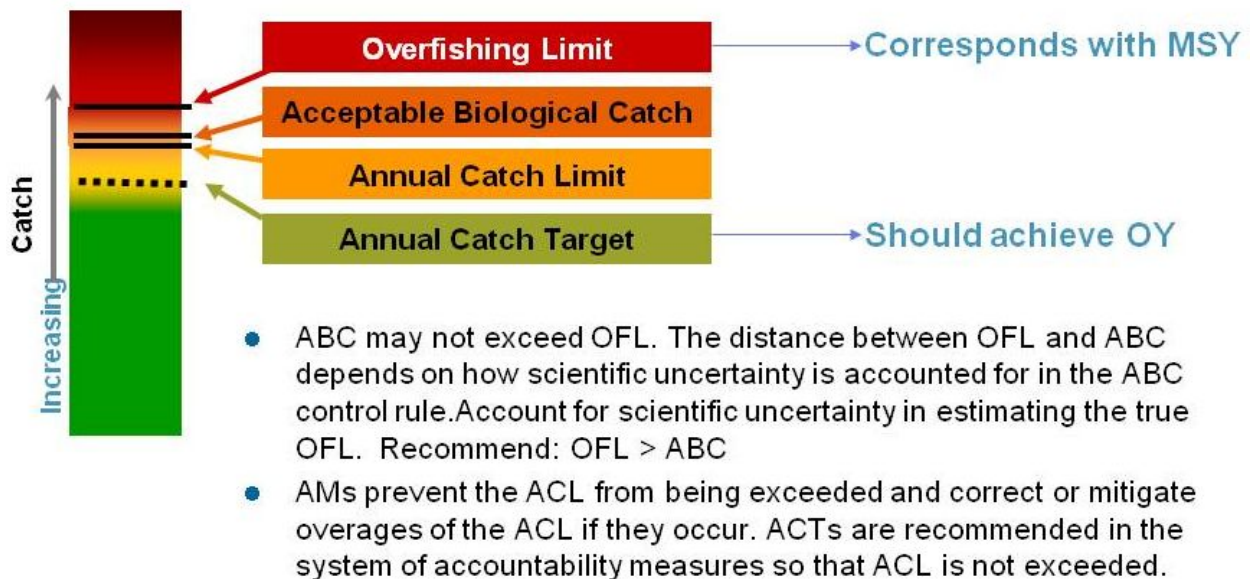 Overfishing Limit
Corresponds with MSY
Acceptable Biological Catch
Annual Catch Limit
Annual Catch Target
Should achieve OY
Catch
Increasing
ABC may not exceed OFL. The distance between OFL and ABC
depends on how scientific uncertainty is accounted for in the ABC
control rule.Account for scientific uncertainty in estimating the true
OFL. Recommend: OFL > ABC
AMs prevent the ACL from being exceeded and correct or mitigate
overages of the ACL if they occur. ACTs are recommended in the
system of accountability measures so that ACL is not exceeded.